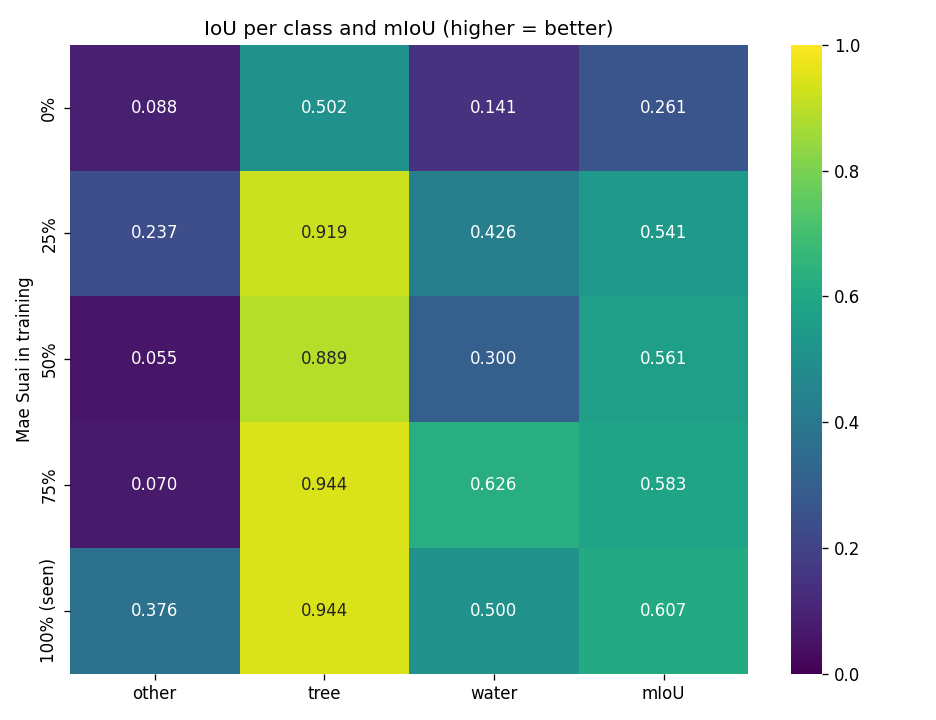 IoU per class and mIoU (higher = better)
Mae Suai in training
0% 0.088 0.502 0.141 0.261
25% 0.237 0.919 0.426 0.541
50% 0.055 0.889 0.300 0.561
75% 0.070 0.944 0.626 0.583
100% (seen) 0.376 0.944 0.500 0.607
other tree water mIoU
1.0
0.8
0.6
0.4
0.2
0.0